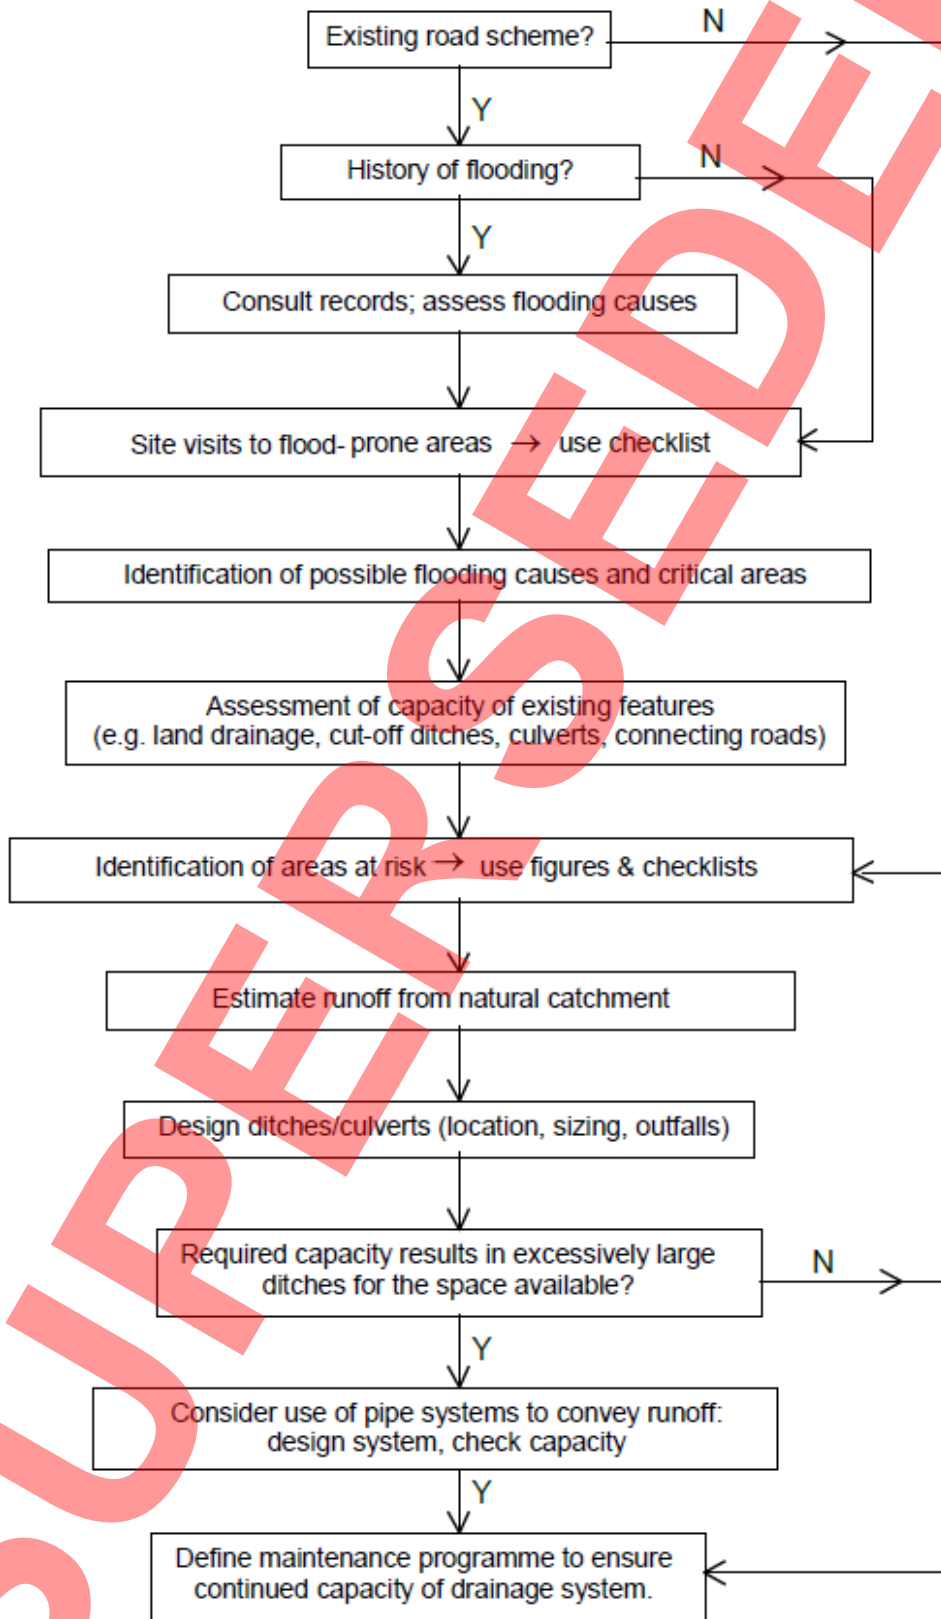 Existing road scheme?
N
Y
History of flooding?
N
Y
Consult records; assess flooding causes
Site visits to flood- prone areas → use checklist
Identification of possible flooding causes and critical areas
Assessment of capacity of existing features
(e.g. land drainage, cut-off ditches, culverts, connecting roads)
Identification of areas at risk → use figures & checklists
Estimate runoff from natural catchment
Design ditches/culverts (location, sizing, outfalls)
Required capacity results in excessively large
ditches for the space available?
N
Y
Consider use of pipe systems to convey runoff:
design system, check capacity
Y
Define maintenance programme to ensure
continued capacity of drainage system.
SUPERSEDE